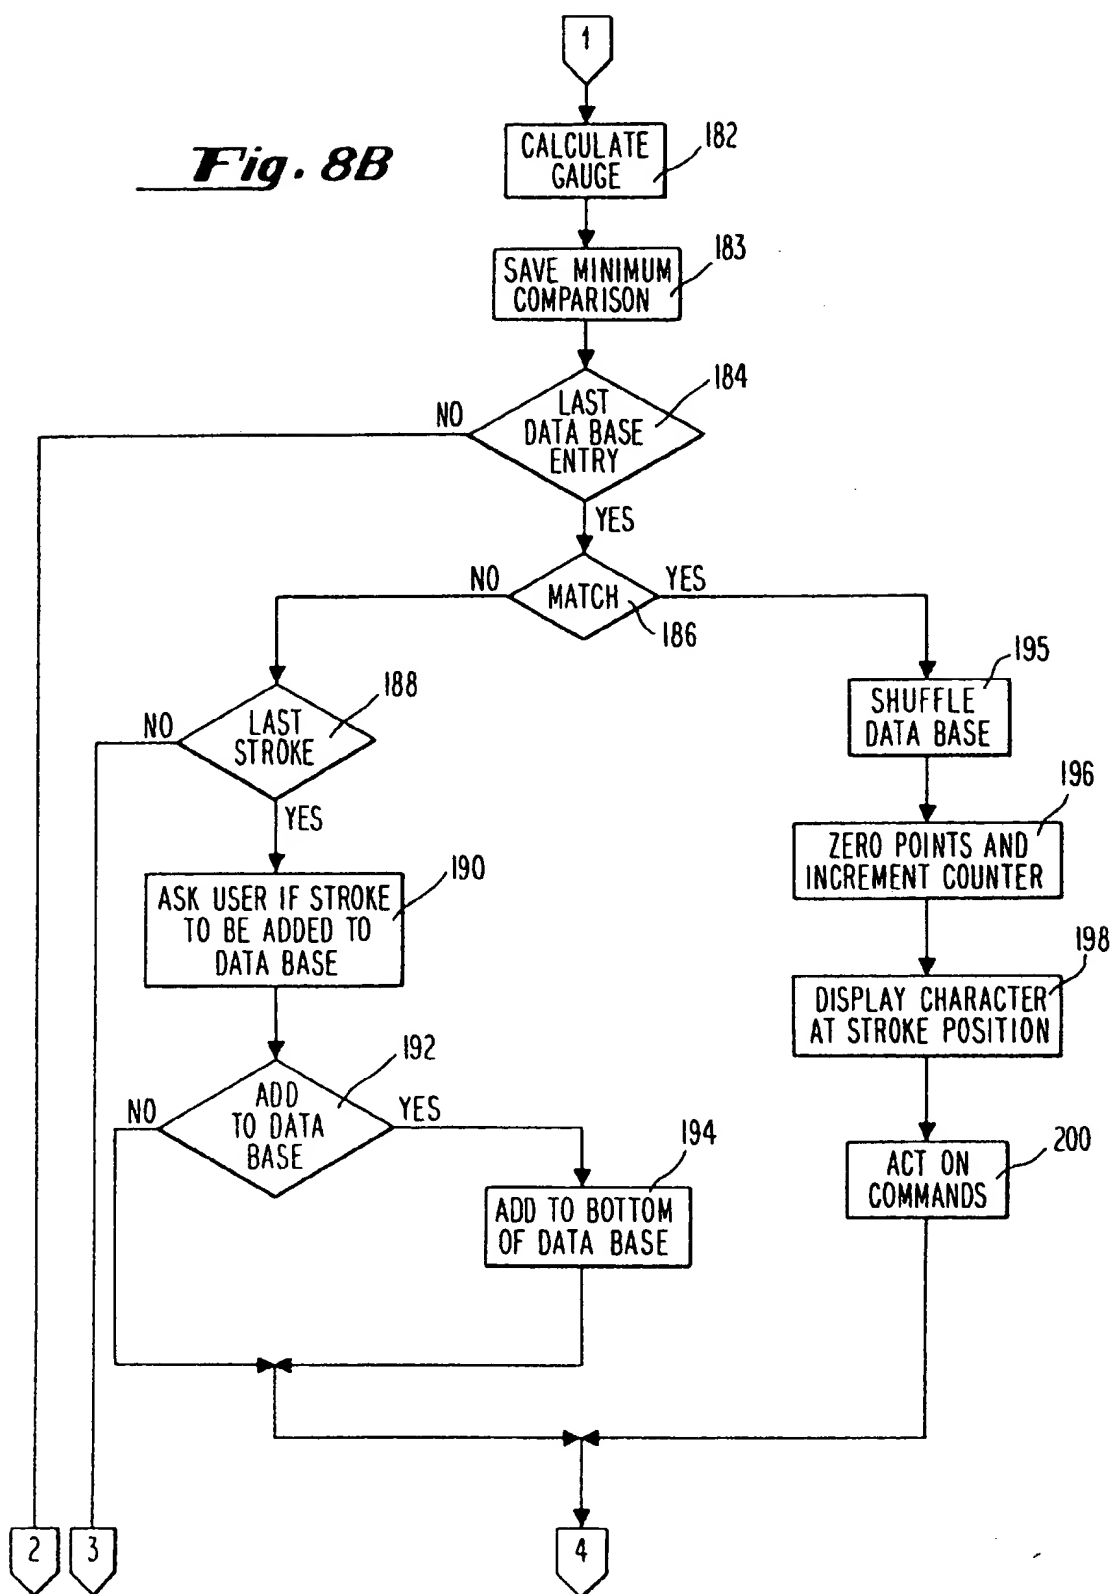 1
Fig. 8B
CALCULATE
GAUGE
182
SAVE MINIMUM
COMPARISON
183
LAST
DATA BASE
ENTRY
184
NO
YES
MATCH
186
NO
YES
LAST
STROKE
188
NO
YES
ASK USER IF STROKE
TO BE ADDED TO
DATA BASE
190
ADD
TO DATA
BASE
192
NO
YES
ADD TO BOTTOM
OF DATA BASE
194
SHUFFLE
DATA BASE
195
ZERO POINTS AND
INCREMENT COUNTER
196
DISPLAY CHARACTER
AT STROKE POSITION
198
ACT ON
COMMANDS
200
2
3
4